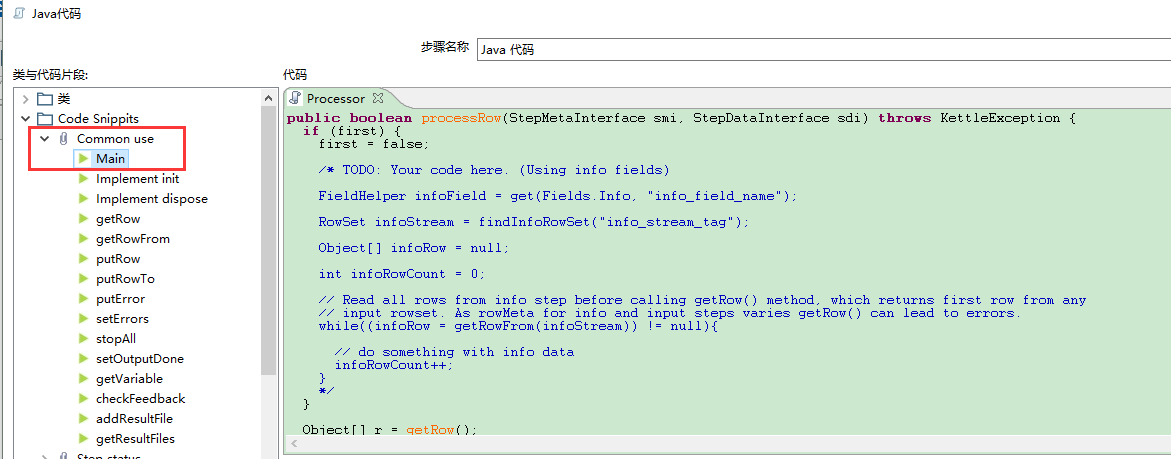 Java代码
步骤名称 Java 代码
类与代码片段:
代码
类
Code Snippits
Common use
Main
Implement init
Implement dispose
getRow
getRowFrom
putRow
putRowTo
putError
setErrors
stopAll
setOutputDone
getVariable
checkFeedback
addResultFile
getResultFiles
Step status
Processor
public boolean processRow(StepMetaInterface smi, StepDataInterface sdi) throws KettleException {
if (first) {
first = false;
/* TODO: Your code here. (Using info fields)
FieldHelper infoField = get(Fields.Info, "info_field_name");
RowSet infoStream = findInfoRowSet("info_stream_tag");
Object[] infoRow = null;
int infoRowCount = 0;
// Read all rows from info step before calling getRow() method, which returns first row from any
// input rowset. As rowMeta for info and input steps varies getRow() can lead to errors.
while((infoRow = getRowFrom(infoStream)) != null){
// do something with info data
infoRowCount++;
}
*/
}
Object[] r = getRow();